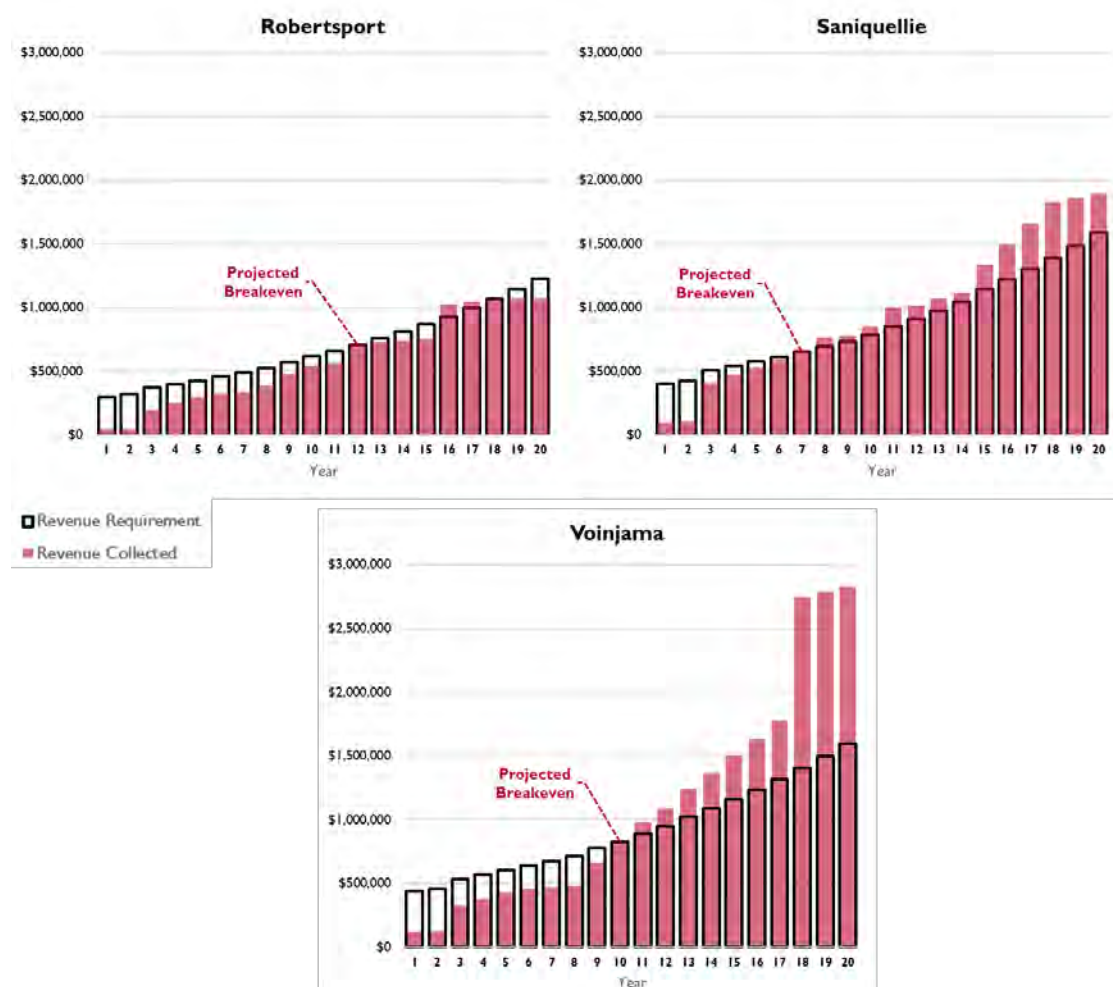 Robertsport
$3,000,000
$2,500,000
$2,000,000
$1,500,000
$1,000,000
$500,000
$0
Projected
Breakeven
1 2 3 4 5 6 7 8 9 10 11 12 13 14 15 16 17 18 19 20
Year
Saniquellie
$3,000,000
$2,500,000
$2,000,000
$1,500,000
$1,000,000
$500,000
$0
Projected
Breakeven
1 2 3 4 5 6 7 8 9 10 11 12 13 14 15 16 17 18 19 20
Year
Revenue Requirement
Revenue Collected
Voinjama
$3,000,000
$2,500,000
$2,000,000
$1,500,000
$1,000,000
$500,000
$0
Projected
Breakeven
1 2 3 4 5 6 7 8 9 10 11 12 13 14 15 16 17 18 19 20
Year